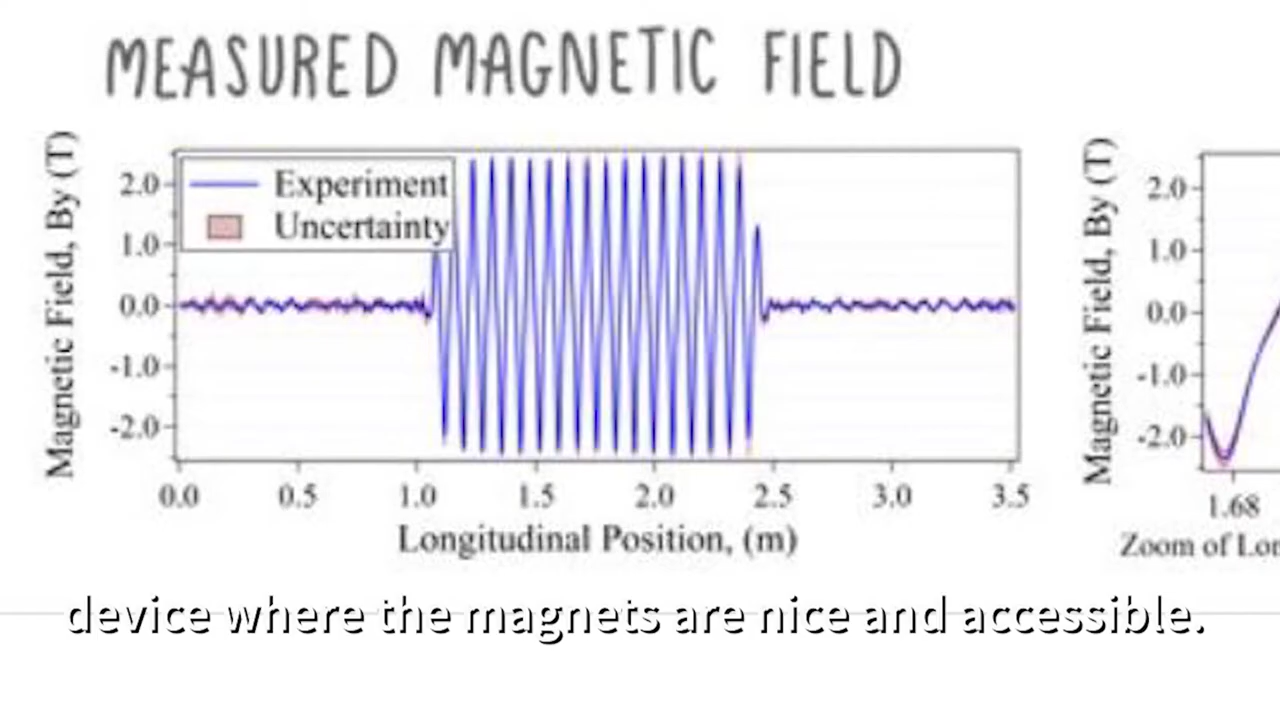 MEASURED MAGNETIC FIELD
Magnetic Field, By (T)
2.0
1.0
0.0
-1.0
-2.0
Experiment
Uncertainty
0.0 0.5 1.0 1.5 2.0 2.5 3.0 3.5
Longitudinal Position, (m)
Magnetic Field, By (T)
2.0
1.0
0.0
-1.0
-2.0
1.68
Zoom of Lor
device where the magnets are nice and accessible.